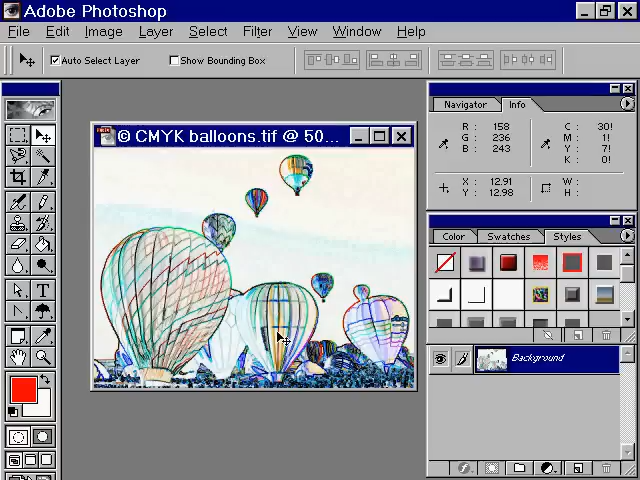 Adobe Photoshop
File Edit Image Layer Select Filter View Window Help
Auto Select Layer Show Bounding Box
© CMYK balloons.tif @ 50...
Navigator Info
R : 158 C : 30!
G : 236 M : 1!
B : 243 Y : 7!
K : 0!
X : 12.91 W :
Y : 12.98 H :
Color Swatches Styles
T
Background